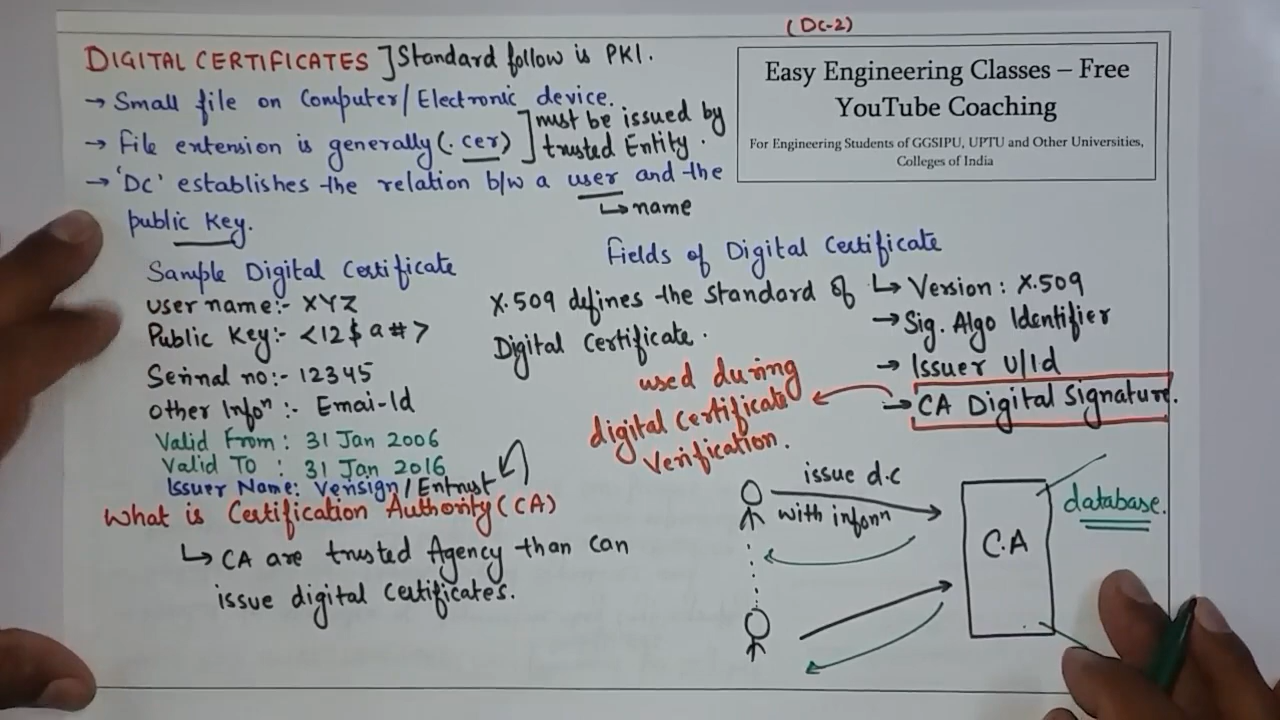 (DC-2)
DIGITAL CERTIFICATES ] Standard follow is PKI.
Easy Engineering Classes – Free
YouTube Coaching
For Engineering Students of GGSIPU, UPTU and Other Universities,
Colleges of India
→ Small file on Computer/Electronic device.
→ File extension is generally (.cer) ] must be issued by
trusted Entity.
→ 'DC' establishes the relation b/w a user and the
↳ name
public Key.
Sample Digital Certificate
user name:- XYZ
Public Key:- <12$a#>
Serinal no:- 12345
Other Infoⁿ :- Emai-Id
Valid From : 31 Jan 2006
Valid To : 31 Jan 2016
Issuer Name: Verisign/Entrust
What is Certification Authority (CA)
↳ CA are trusted Agency than can
issue digital certificates.
Fields of Digital Certificate
X.509 defines the standard of
Digital Certificate.
↳ Version: X.509
→ Sig. Algo Identifier
→ Issuer U/Id
→ CA Digital Signature.
used during
digital certificate
Verification.
issue d.c
with infoⁿⁿ
C.A
database.